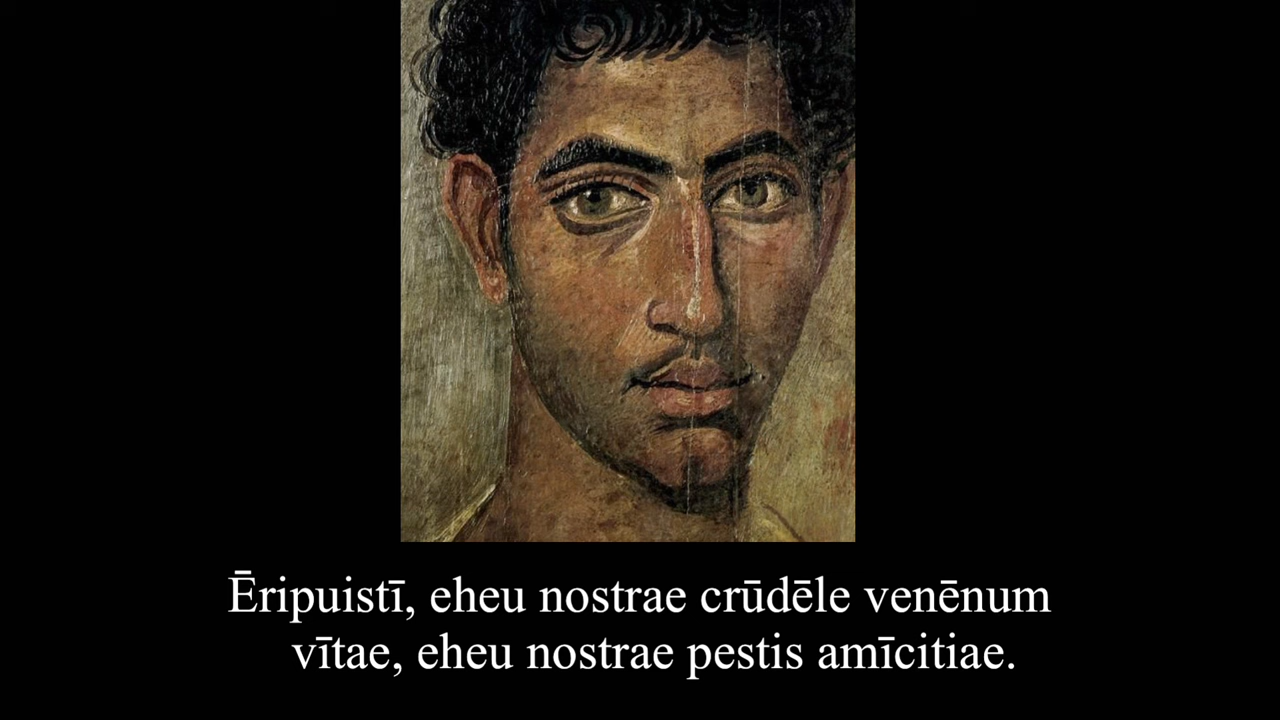 Ēripuistī, eheu nostrae crūdēle venēnum
vītae, eheu nostrae pestis amīcitiae.